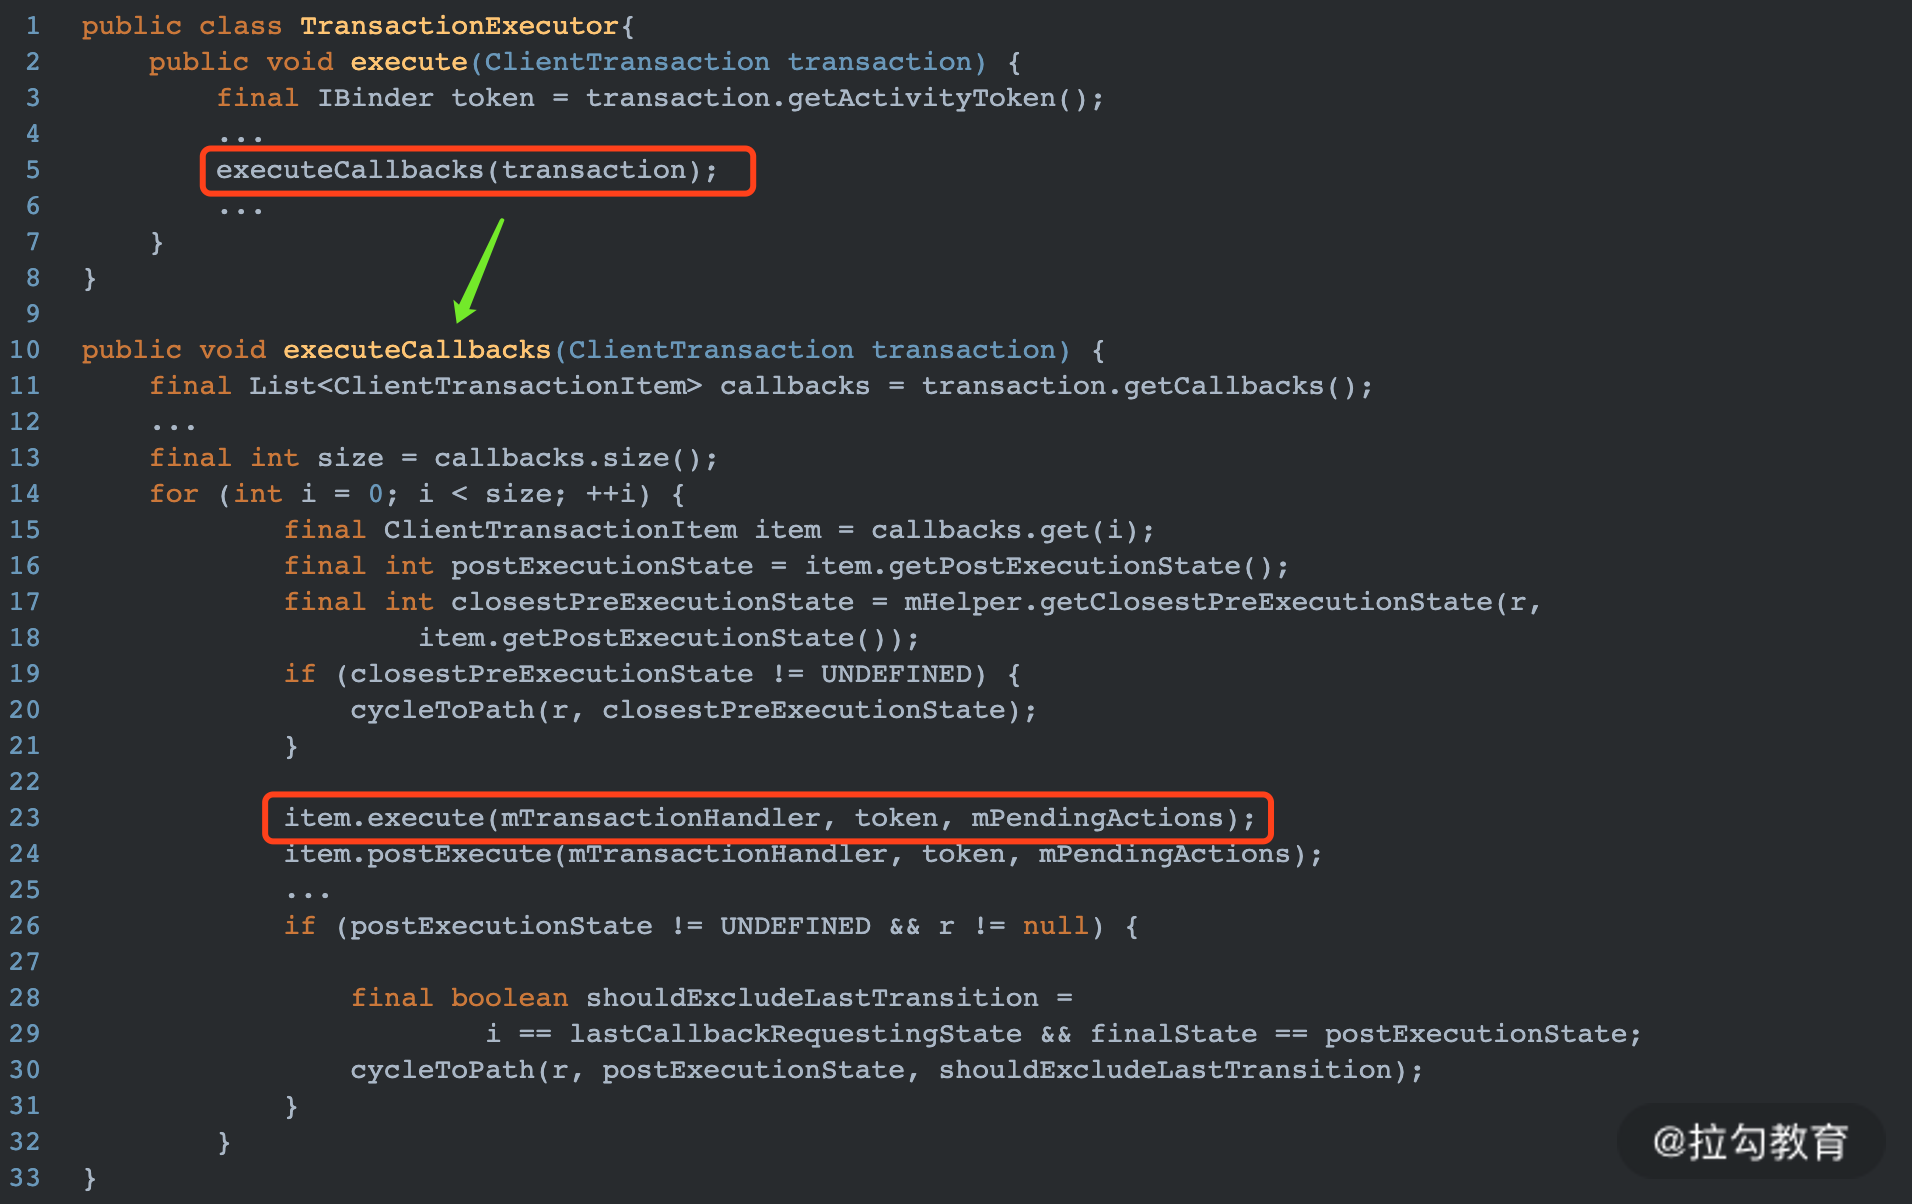 1 public class TransactionExecutor{
2 public void execute(ClientTransaction transaction) {
3 final IBinder token = transaction.getActivityToken();
4 ...
5 executeCallbacks(transaction);
6 ...
7 }
8 }
9
10 public void executeCallbacks(ClientTransaction transaction) {
11 final List<ClientTransactionItem> callbacks = transaction.getCallbacks();
12 ...
13 final int size = callbacks.size();
14 for (int i = 0; i < size; ++i) {
15 final ClientTransactionItem item = callbacks.get(i);
16 final int postExecutionState = item.getPostExecutionState();
17 final int closestPreExecutionState = mHelper.getClosestPreExecutionState(r,
18 item.getPostExecutionState());
19 if (closestPreExecutionState != UNDEFINED) {
20 cycleToPath(r, closestPreExecutionState);
21 }
22
23 item.execute(mTransactionHandler, token, mPendingActions);
24 item.postExecute(mTransactionHandler, token, mPendingActions);
25 ...
26 if (postExecutionState != UNDEFINED && r != null) {
27
28 final boolean shouldExcludeLastTransition =
29 i == lastCallbackRequestingState && finalState == postExecutionState;
30 cycleToPath(r, postExecutionState, shouldExcludeLastTransition);
31 }
32 }
33 }
@拉勾教育